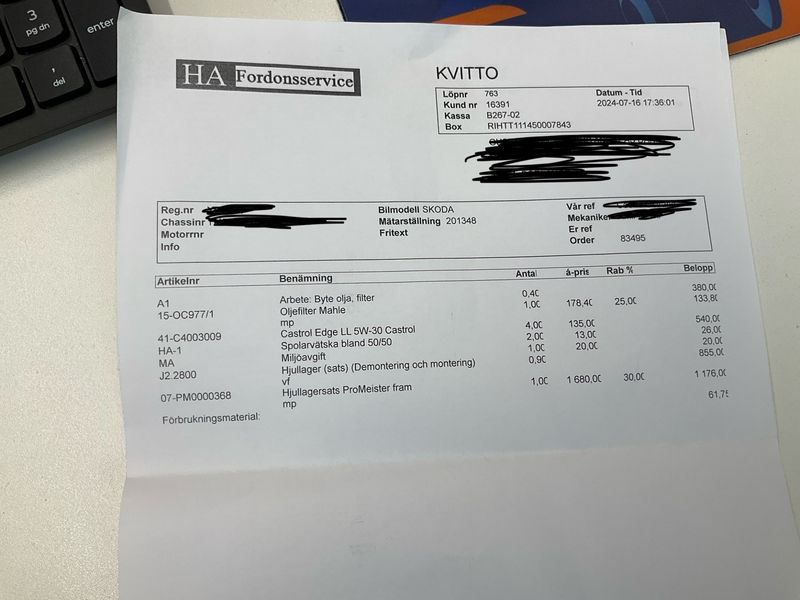 3
pg dn
enter
,
del
HA Fordonsservice
KVITTO
Löpnr 763 Datum - Tid
Kund nr 16391 2024-07-16 17:36:01
Kassa B267-02
Box RIHTT111450007843
Reg.nr Bilmodell SKODA Vår ref
Chassinr Mätarställning 201348 Mekaniker
Motornr Fritext Er ref
Info Order 83495
Artikelnr Benämning Antal á-pris Rab % Belopp
A1 Arbete: Byte olja, filter 0,40 380,00
15-OC977/1 Oljefilter Mahle 1,00 178,40 25,00 133,80
mp
41-C4003009 Castrol Edge LL 5W-30 Castrol 4,00 135,00 540,00
HA-1 Spolarvätska bland 50/50 2,00 13,00 26,00
MA Miljöavgift 1,00 20,00 20,00
J2.2800 Hjullager (sats) (Demontering och montering) 0,90 855,00
vf
07-PM0000368 Hjullagersats ProMeister fram 1,00 1 680,00 30,00 1 176,00
mp
Förbrukningsmaterial: 61,75